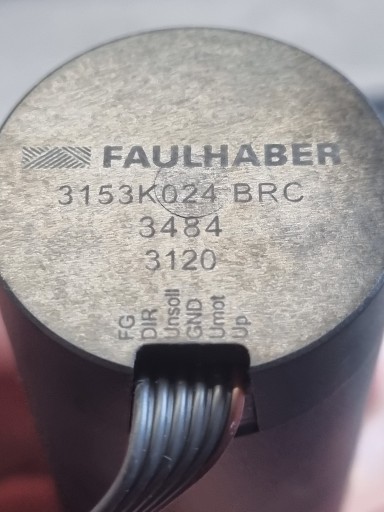 FAULHABER
3153K024 BRC
3484
3120
FG
DIR
Unsoll
GND
Umot
Up